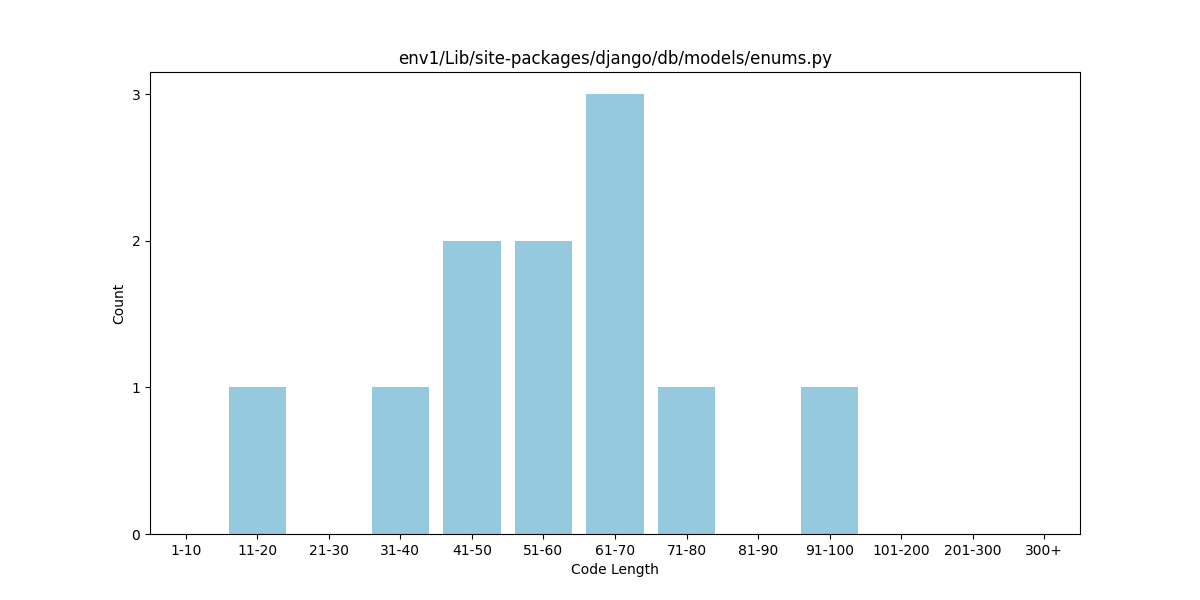 env1/Lib/site-packages/django/db/models/enums.py
3
2
1
0
Count
1-10 11-20 21-30 31-40 41-50 51-60 61-70 71-80 81-90 91-100 101-200 201-300 300+
Code Length